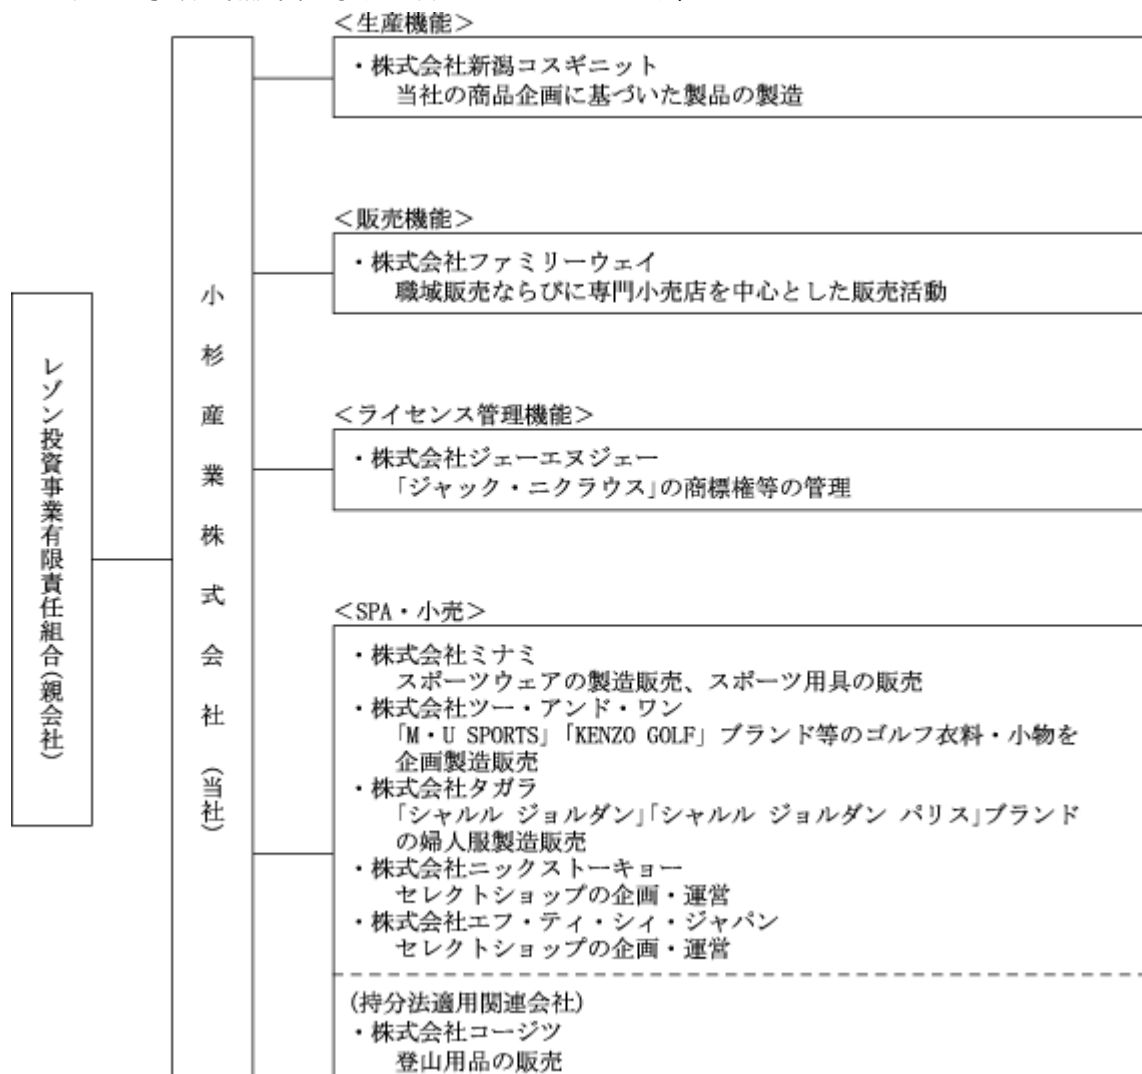 レゾン投資事業有限責任組合(親会社)
小杉産業株式会社(当社)
<生産機能>
・株式会社新潟コスギニット
当社の商品企画に基づいた製品の製造
<販売機能>
・株式会社ファミリーウェイ
職域販売ならびに専門小売店を中心とした販売活動
<ライセンス管理機能>
・株式会社ジェーエヌジェー
「ジャック・ニクラウス」の商標権等の管理
<SPA・小売>
・株式会社ミナミ
スポーツウェアの製造販売、スポーツ用具の販売
・株式会社ツー・アンド・ワン
「M・U SPORTS」「KENZO GOLF」ブランド等のゴルフ衣料・小物を
企画製造販売
・株式会社タガラ
「シャルル ジョルダン」「シャルル ジョルダン パリス」ブランド
の婦人服製造販売
・株式会社ニックストーキョー
セレクトショップの企画・運営
・株式会社エフ・ティ・シィ・ジャパン
セレクトショップの企画・運営
(持分法適用関連会社)
・株式会社コージツ
登山用品の販売